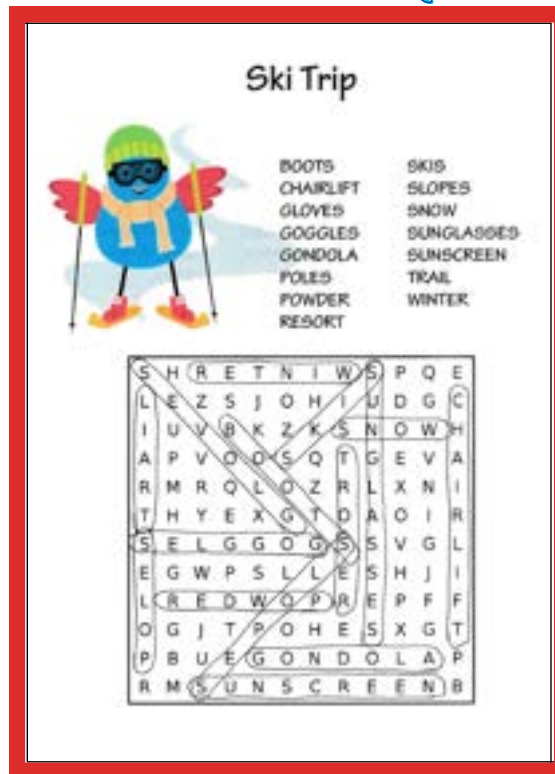 Ski Trip
BOOTS SKIS
CHAIRLIFT SLOPES
GLOVES SNOW
GOGGLES SUNGLASSES
GONDOLA SUNSCREEN
POLES TRAIL
POWDER WINTER
RESORT
S H R E T N I W S P Q E
L E Z S J O H I U D G C
I U V B K Z K S N O W H
A P V O O S Q T G E V A
R M R Q L O Z R L X N I
T H Y E X G T O A O I R
S E L G G O G S S V G L
E G W P S L L E S H J I
L R E D W O P R E P F F
O G J T P O H E S X G T
P B U E G O N D O L A P
R M S U N S C R E E N B